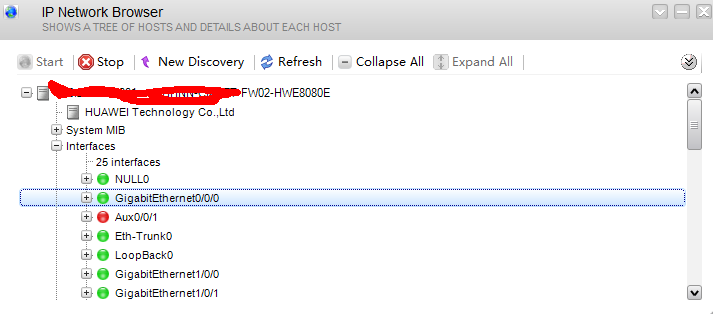 IP Network Browser
SHOWS A TREE OF HOSTS AND DETAILS ABOUT EACH HOST
Start Stop New Discovery Refresh Collapse All Expand All
-FW02-HWE8080E
HUAWEI Technology Co.,Ltd
System MIB
Interfaces
25 interfaces
NULL0
GigabitEthernet0/0/0
Aux0/0/1
Eth-Trunk0
LoopBack0
GigabitEthernet1/0/0
GigabitEthernet1/0/1